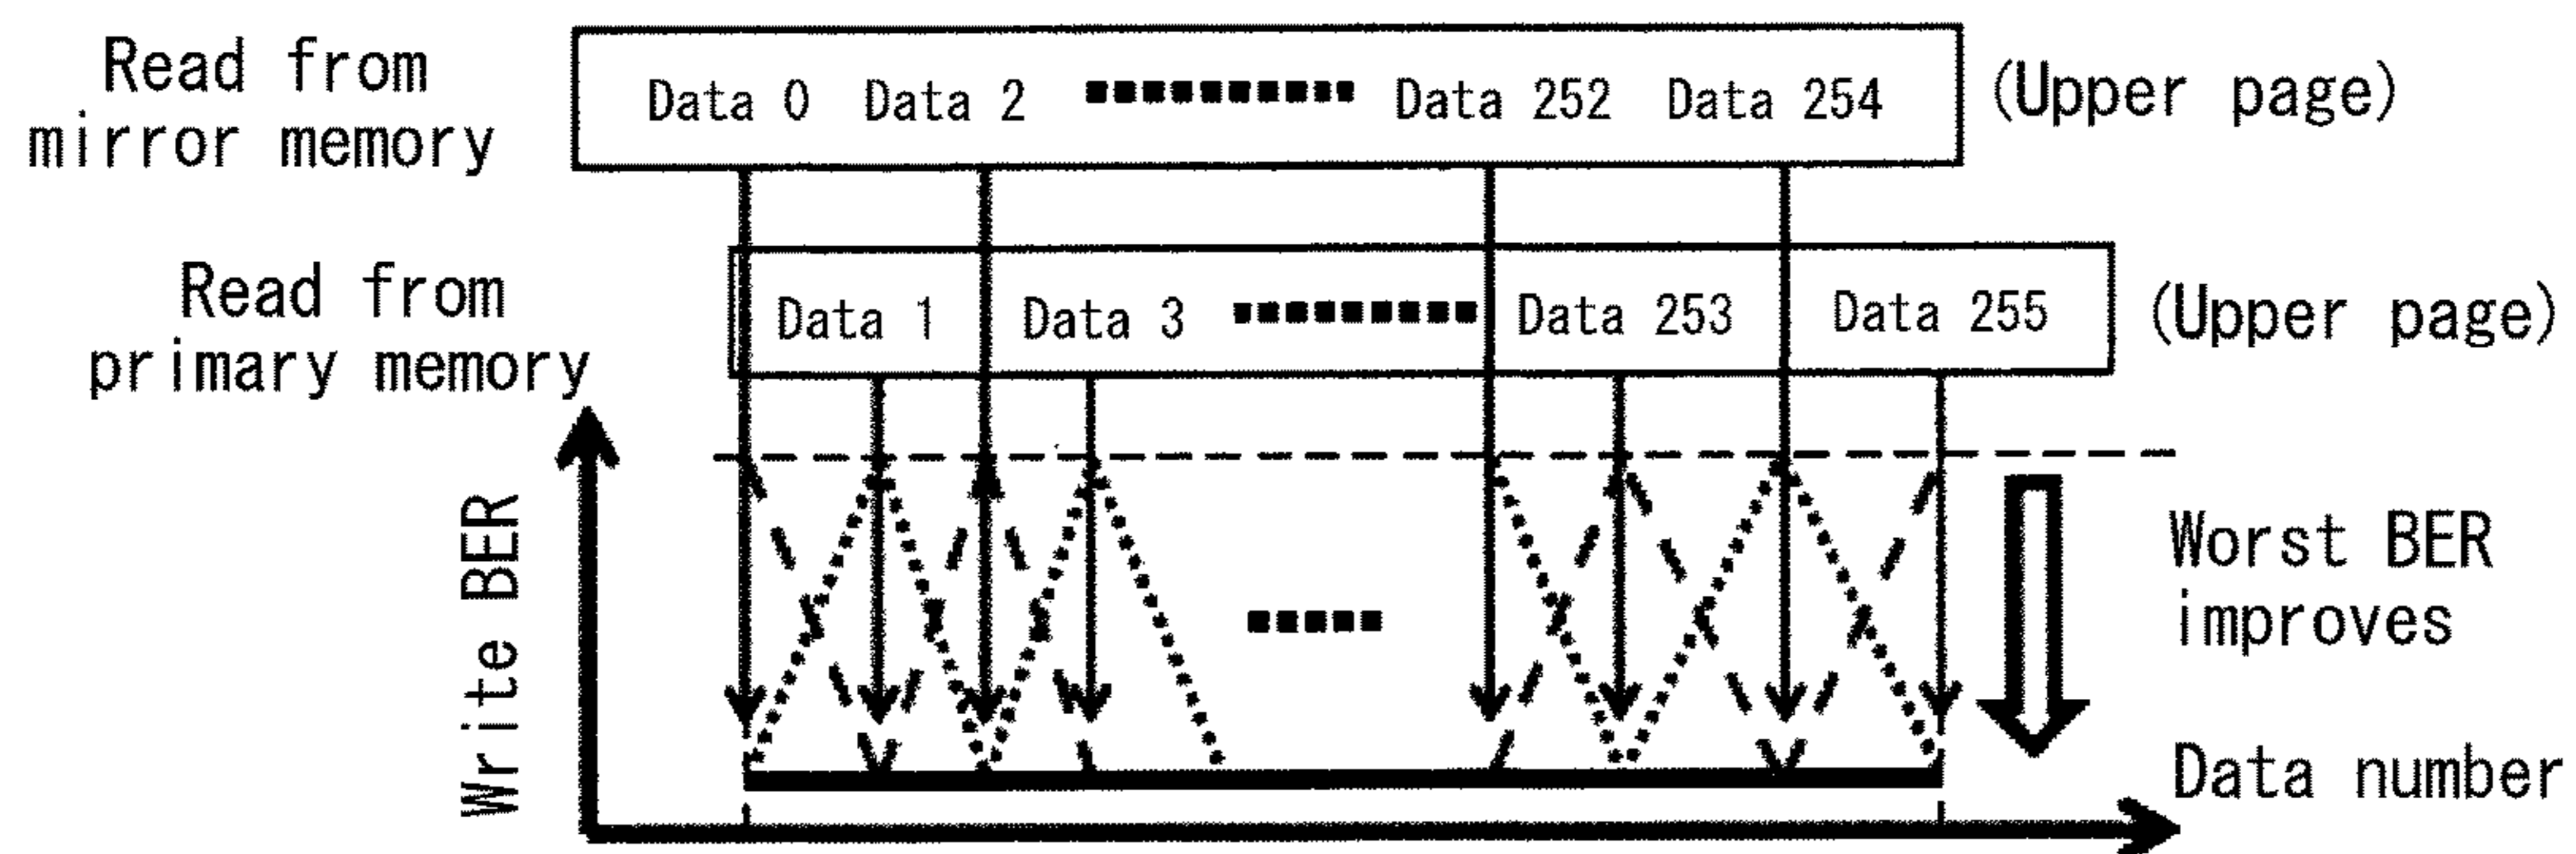 Read from
mirror memory
Data 0 Data 2 Data 252 Data 254
(Upper page)
Read from
primary memory
Data 1 Data 3 Data 253 Data 255
(Upper page)
Write BER
Worst BER
improves
Data number